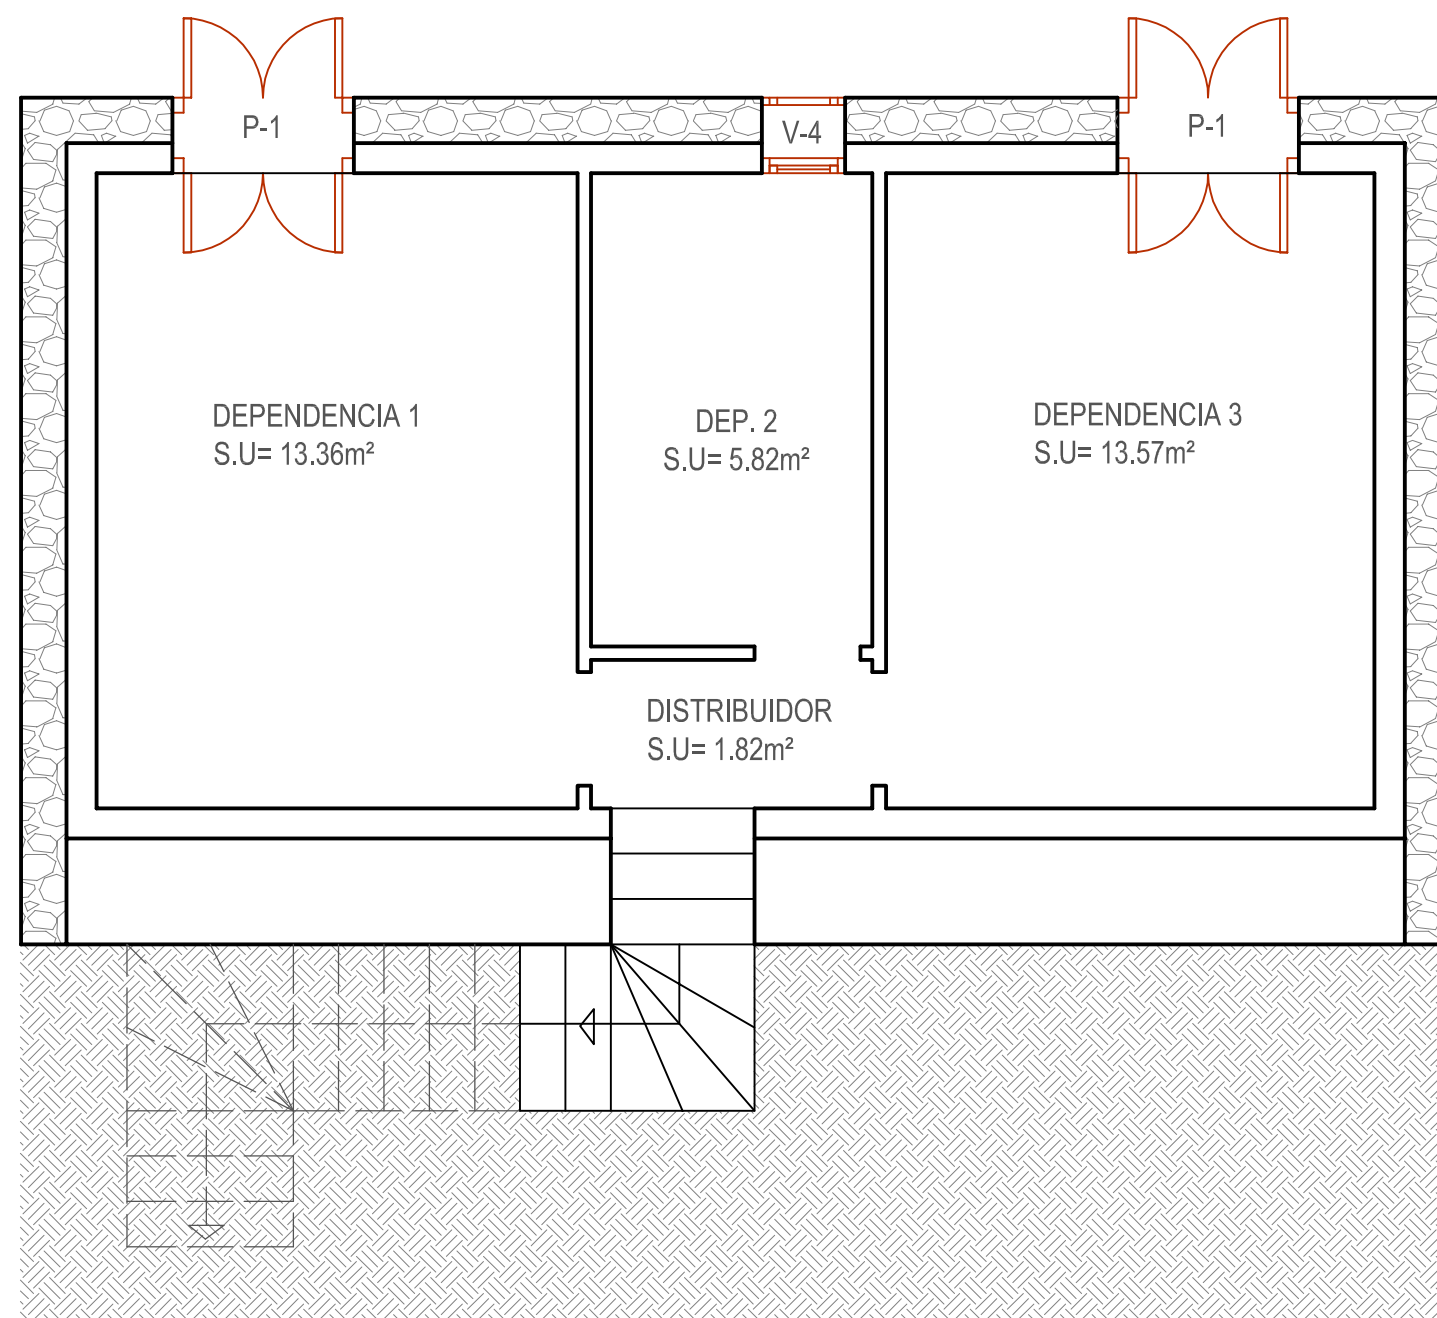 P-1
V-4
P-1
DEPENDENCIA 1
S.U= 13.36m²
DEP. 2
S.U= 5.82m²
DEPENDENCIA 3
S.U= 13.57m²
DISTRIBUIDOR
S.U= 1.82m²